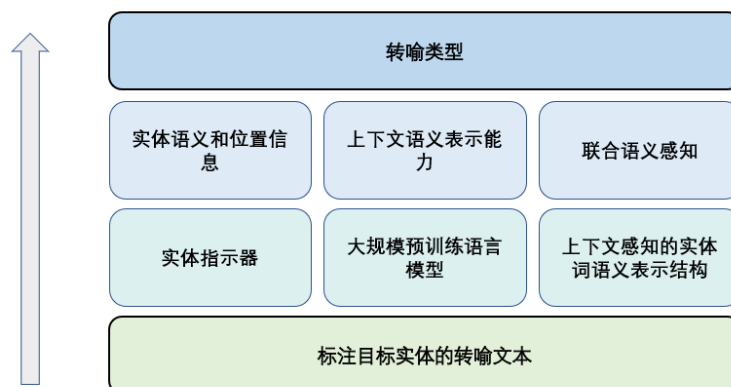 转喻类型
实体语义和位置信
息
上下文语义表示能
力
联合语义感知
实体指示器
大规模预训练语言
模型
上下文感知的实体
词语义表示结构
标注目标实体的转喻文本